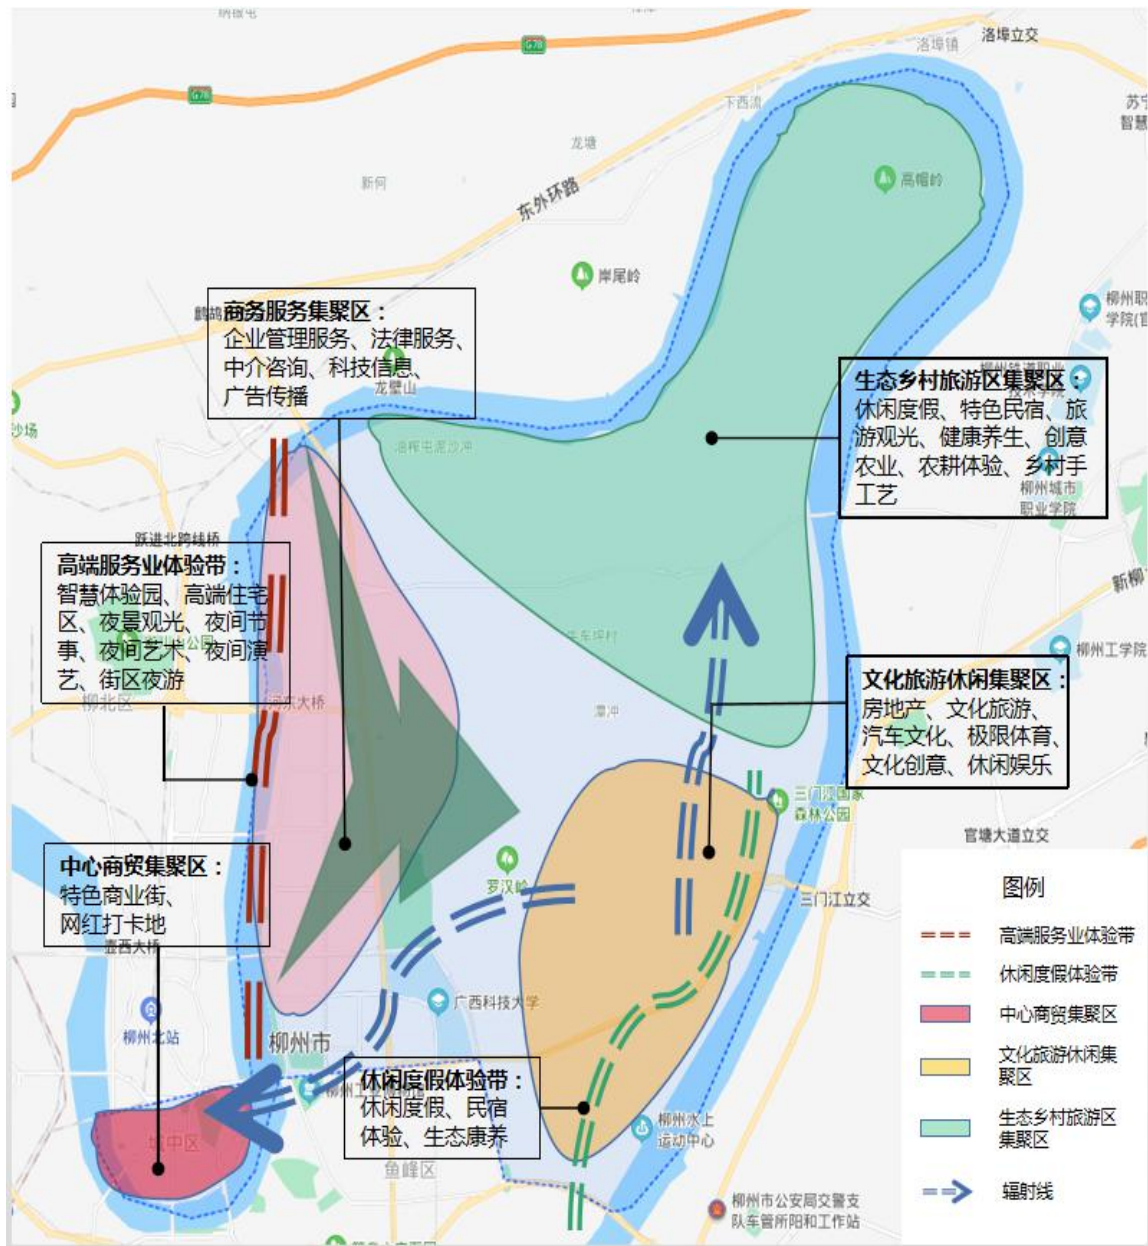 洛埠镇
洛埠立交
G78
G78
下西流
龙塘
新何
东外环路
高帽岭
岸尾岭
商务服务集聚区：
企业管理服务、法律服务、
中介咨询、科技信息、
广告传播
龙壁山
沙场
生态乡村旅游区集聚区：
休闲度假、特色民宿、旅
游观光、健康养生、创意
农业、农耕体验、乡村手
工艺
柳州城市
职业学院
跃进北跨线桥
高端服务业体验带：
智慧体验园、高端住宅
区、夜景观光、夜间节
事、夜间艺术、夜间演
艺、街区夜游
柳北区
河东大桥
潭冲
柳州工学院
文化旅游休闲集聚区：
房地产、文化旅游、
汽车文化、极限体育、
文化创意、休闲娱乐
三门江国家
森林公园
官塘大道立交
三门江立交
中心商贸集聚区：
特色商业街、
网红打卡地
壶西大桥
罗汉岭
广西科技大学
柳州北站
柳州市
休闲度假体验带：
休闲度假、民宿
体验、生态康养
城中区
鱼峰区
柳州水上
运动中心
柳州市公安局交警支
队车管所阳和工作站
图例
高端服务业体验带
休闲度假体验带
中心商贸集聚区
文化旅游休闲集
聚区
生态乡村旅游区
集聚区
辐射线